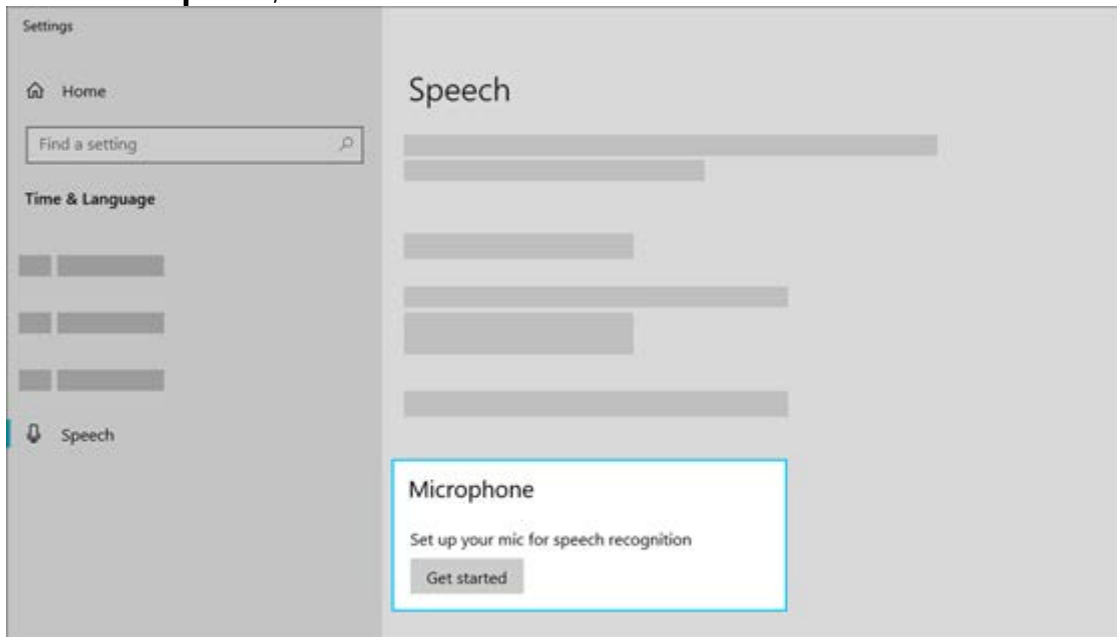 Settings
Home
Find a setting
Time & Language
Speech
Speech
Microphone
Set up your mic for speech recognition
Get started